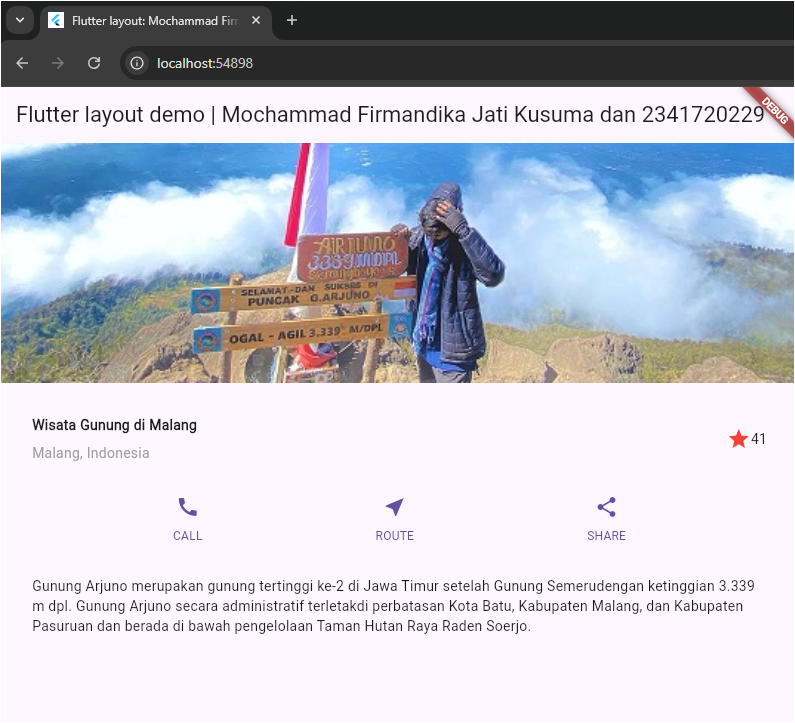 Flutter layout: Mochammad Firm
localhost:54898
Flutter layout demo | Mochammad Firmandika Jati Kusuma dan 2341720229
DEBUG
ARJUNO
3339 MDPL
SELAMAT DAN SUKSES DI
PUNCAK G.ARJUNO
OGAL - AGIL 3.339 M/DPL
Wisata Gunung di Malang
Malang, Indonesia
41
CALL
ROUTE
SHARE
Gunung Arjuno merupakan gunung tertinggi ke-2 di Jawa Timur setelah Gunung Semerudengan ketinggian 3.339
m dpl. Gunung Arjuno secara administratif terletakdi perbatasan Kota Batu, Kabupaten Malang, dan Kabupaten
Pasuruan dan berada di bawah pengelolaan Taman Hutan Raya Raden Soerjo.